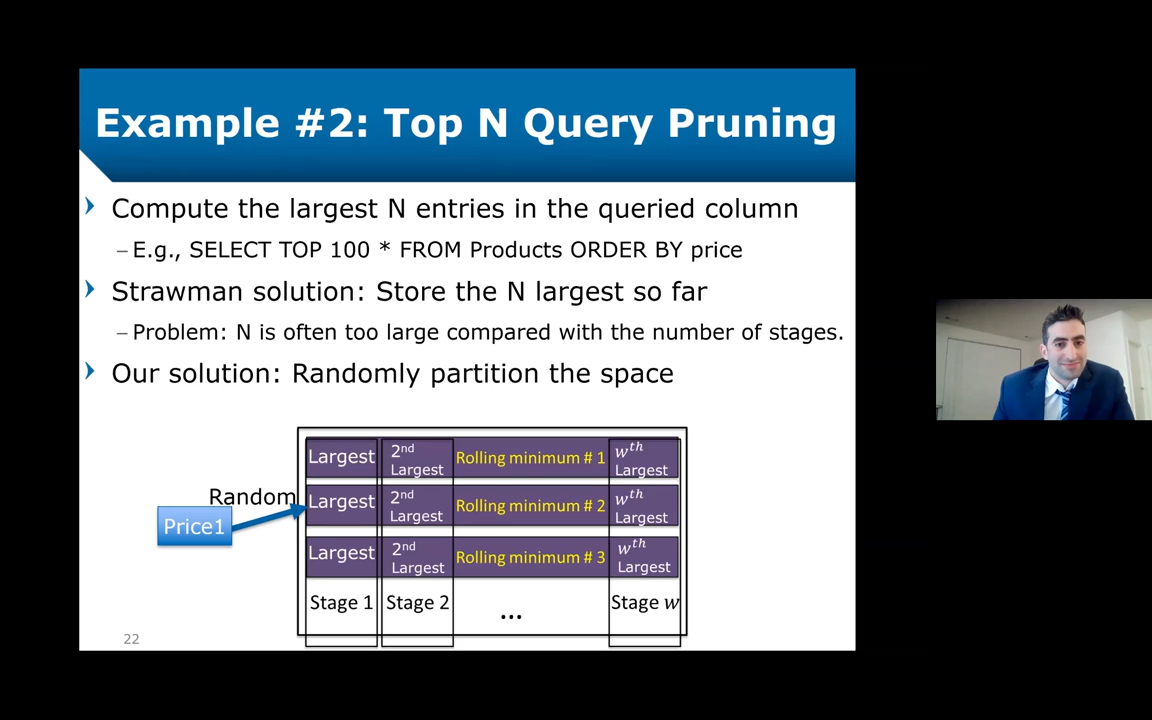 Example #2: Top N Query Pruning
Compute the largest N entries in the queried column
– E.g., SELECT TOP 100 * FROM Products ORDER BY price
Strawman solution: Store the N largest so far
– Problem: N is often too large compared with the number of stages.
Our solution: Randomly partition the space
Largest 2nd Largest Rolling minimum # 1 wth Largest
Random
Price1
Largest 2nd Largest Rolling minimum # 2 wth Largest
Largest 2nd Largest Rolling minimum # 3 wth Largest
Stage 1 Stage 2 ... Stage w
22